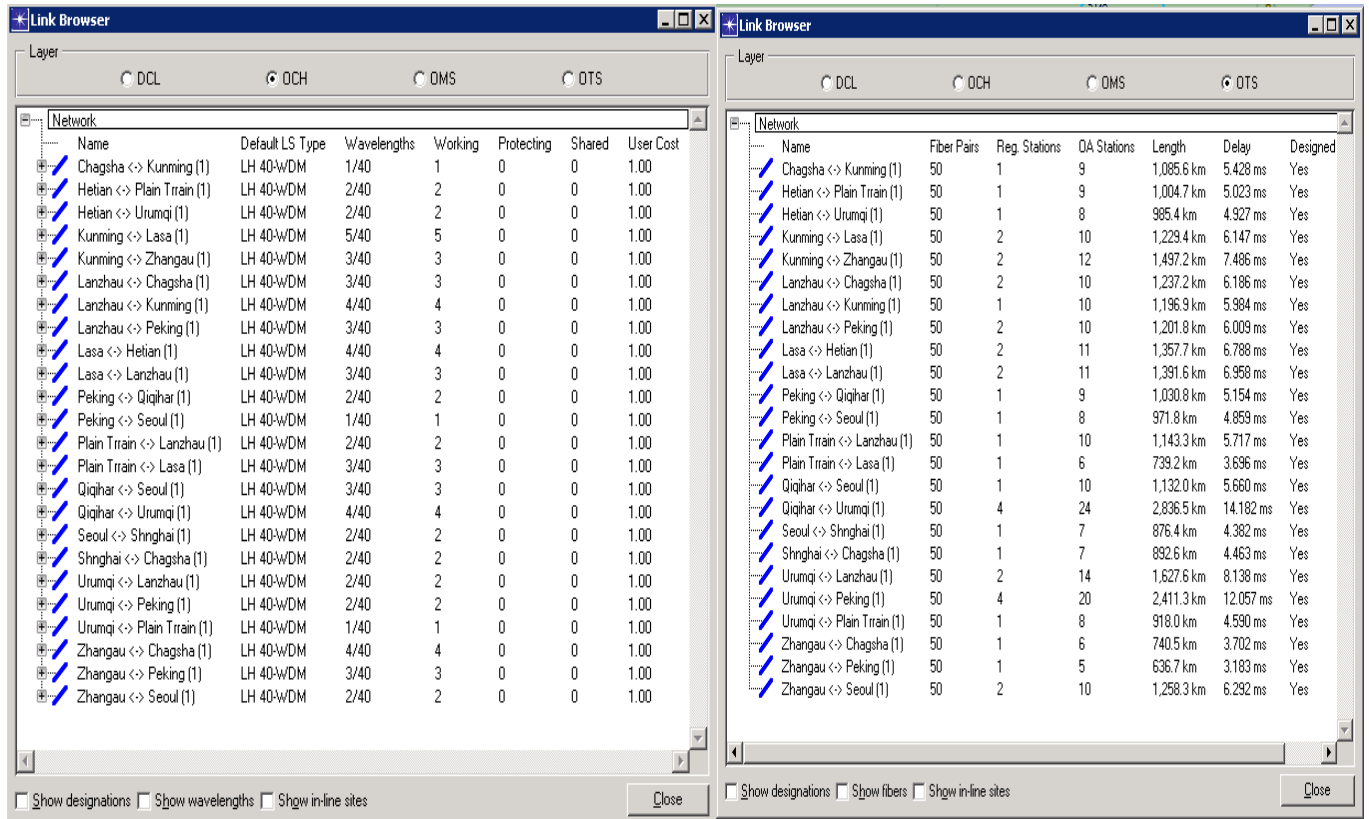 Link Browser
Layer
DCL OCH OMS OTS
Network
Name Default LS Type Wavelengths Working Protecting Shared User Cost
Chagsha <-> Kunming (1) LH 40-WDM 1/40 1 0 0 1.00
Hetian <-> Plain Trrain (1) LH 40-WDM 2/40 2 0 0 1.00
Hetian <-> Urumqi (1) LH 40-WDM 2/40 2 0 0 1.00
Kunming <-> Lasa (1) LH 40-WDM 5/40 5 0 0 1.00
Kunming <-> Zhangau (1) LH 40-WDM 3/40 3 0 0 1.00
Lanzhau <-> Chagsha (1) LH 40-WDM 3/40 3 0 0 1.00
Lanzhau <-> Kunming (1) LH 40-WDM 4/40 4 0 0 1.00
Lanzhau <-> Peking (1) LH 40-WDM 3/40 3 0 0 1.00
Lasa <-> Hetian (1) LH 40-WDM 4/40 4 0 0 1.00
Lasa <-> Lanzhau (1) LH 40-WDM 3/40 3 0 0 1.00
Peking <-> Qiqihar (1) LH 40-WDM 2/40 2 0 0 1.00
Peking <-> Seoul (1) LH 40-WDM 1/40 1 0 0 1.00
Plain Trrain <-> Lanzhau (1) LH 40-WDM 2/40 2 0 0 1.00
Plain Trrain <-> Lasa (1) LH 40-WDM 3/40 3 0 0 1.00
Qiqihar <-> Seoul (1) LH 40-WDM 3/40 3 0 0 1.00
Qiqihar <-> Urumqi (1) LH 40-WDM 4/40 4 0 0 1.00
Seoul <-> Shnghai (1) LH 40-WDM 2/40 2 0 0 1.00
Shnghai <-> Chagsha (1) LH 40-WDM 2/40 2 0 0 1.00
Urumqi <-> Lanzhau (1) LH 40-WDM 2/40 2 0 0 1.00
Urumqi <-> Peking (1) LH 40-WDM 2/40 2 0 0 1.00
Urumqi <-> Plain Trrain (1) LH 40-WDM 1/40 1 0 0 1.00
Zhangau <-> Chagsha (1) LH 40-WDM 4/40 4 0 0 1.00
Zhangau <-> Peking (1) LH 40-WDM 3/40 3 0 0 1.00
Zhangau <-> Seoul (1) LH 40-WDM 2/40 2 0 0 1.00
Show designations Show wavelengths Show in-line sites Close
Link Browser
Layer
DCL OCH OMS OTS
Network
Name Fiber Pairs Reg. Stations OA Stations Length Delay Designed
Chagsha <-> Kunming (1) 50 1 9 1,085.6 km 5.428 ms Yes
Hetian <-> Plain Trrain (1) 50 1 9 1,004.7 km 5.023 ms Yes
Hetian <-> Urumqi (1) 50 1 8 985.4 km 4.927 ms Yes
Kunming <-> Lasa (1) 50 2 10 1,229.4 km 6.147 ms Yes
Kunming <-> Zhangau (1) 50 2 12 1,497.2 km 7.486 ms Yes
Lanzhau <-> Chagsha (1) 50 2 10 1,237.2 km 6.186 ms Yes
Lanzhau <-> Kunming (1) 50 1 10 1,196.9 km 5.984 ms Yes
Lanzhau <-> Peking (1) 50 2 10 1,201.8 km 6.009 ms Yes
Lasa <-> Hetian (1) 50 2 11 1,357.7 km 6.788 ms Yes
Lasa <-> Lanzhau (1) 50 2 11 1,391.6 km 6.958 ms Yes
Peking <-> Qiqihar (1) 50 1 9 1,030.8 km 5.154 ms Yes
Peking <-> Seoul (1) 50 1 8 971.8 km 4.859 ms Yes
Plain Trrain <-> Lanzhau (1) 50 1 10 1,143.3 km 5.717 ms Yes
Plain Trrain <-> Lasa (1) 50 1 6 739.2 km 3.696 ms Yes
Qiqihar <-> Seoul (1) 50 1 10 1,132.0 km 5.660 ms Yes
Qiqihar <-> Urumqi (1) 50 4 24 2,836.5 km 14.182 ms Yes
Seoul <-> Shnghai (1) 50 1 7 876.4 km 4.382 ms Yes
Shnghai <-> Chagsha (1) 50 1 7 892.6 km 4.463 ms Yes
Urumqi <-> Lanzhau (1) 50 2 14 1,627.6 km 8.138 ms Yes
Urumqi <-> Peking (1) 50 4 20 2,411.3 km 12.057 ms Yes
Urumqi <-> Plain Trrain (1) 50 1 8 918.0 km 4.590 ms Yes
Zhangau <-> Chagsha (1) 50 1 6 740.5 km 3.702 ms Yes
Zhangau <-> Peking (1) 50 1 5 636.7 km 3.183 ms Yes
Zhangau <-> Seoul (1) 50 2 10 1,258.3 km 6.292 ms Yes
Show designations Show fibers Show in-line sites Close